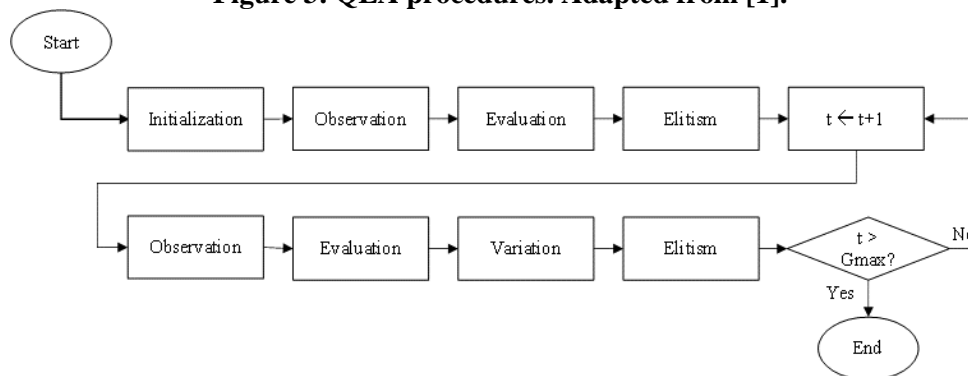 Start
Initialization
Observation
Evaluation
Elitism
t ← t+1
Observation
Evaluation
Variation
Elitism
t >
Gmax?
Yes
End